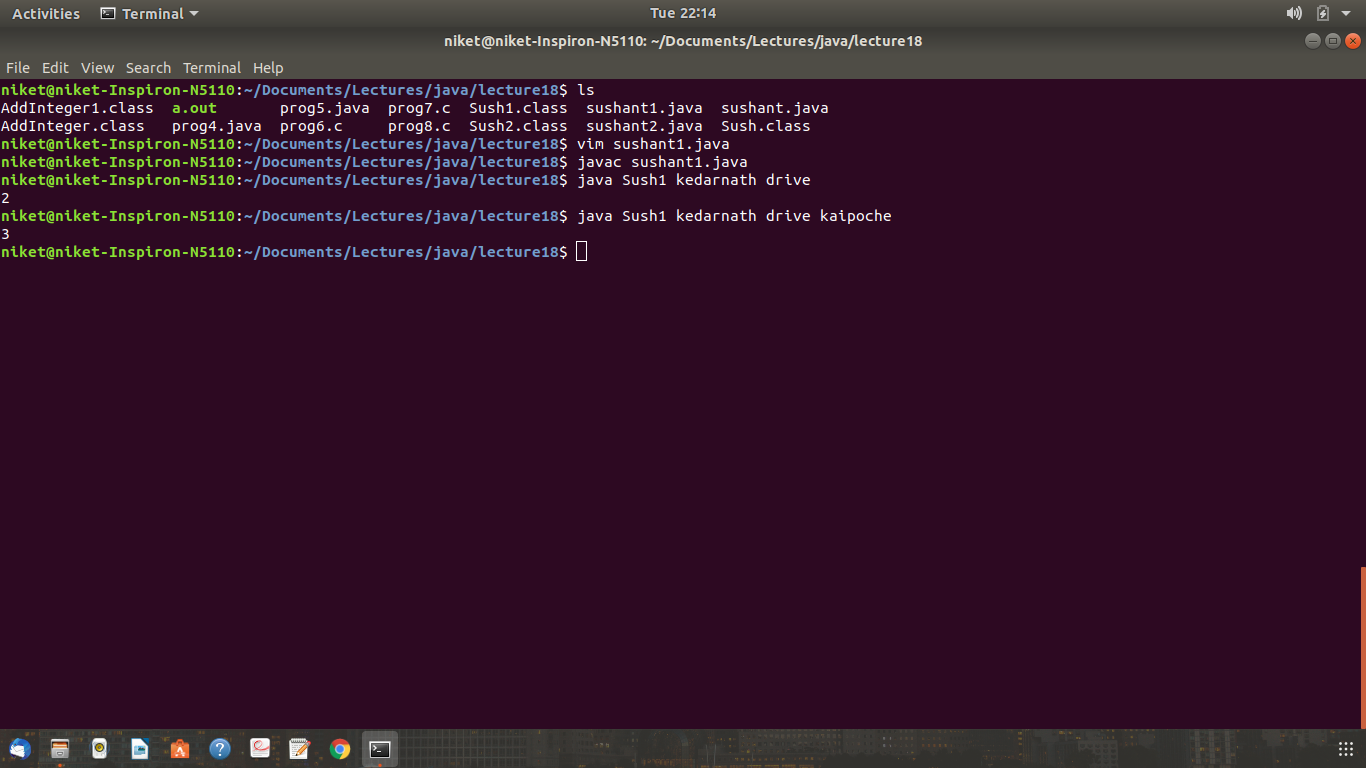 Activities Terminal Tue 22:14
niket@niket-Inspiron-N5110: ~/Documents/Lectures/java/lecture18
File Edit View Search Terminal Help
niket@niket-Inspiron-N5110:~/Documents/Lectures/java/lecture18$ ls
AddInteger1.class  a.out       prog5.java  prog7.c  Sush1.class  sushant1.java  sushant.java
AddInteger.class   prog4.java  prog6.c     prog8.c  Sush2.class  sushant2.java  Sush.class
niket@niket-Inspiron-N5110:~/Documents/Lectures/java/lecture18$ vim sushant1.java
niket@niket-Inspiron-N5110:~/Documents/Lectures/java/lecture18$ javac sushant1.java
niket@niket-Inspiron-N5110:~/Documents/Lectures/java/lecture18$ java Sush1 kedarnath drive
2
niket@niket-Inspiron-N5110:~/Documents/Lectures/java/lecture18$ java Sush1 kedarnath drive kaipoche
3
niket@niket-Inspiron-N5110:~/Documents/Lectures/java/lecture18$